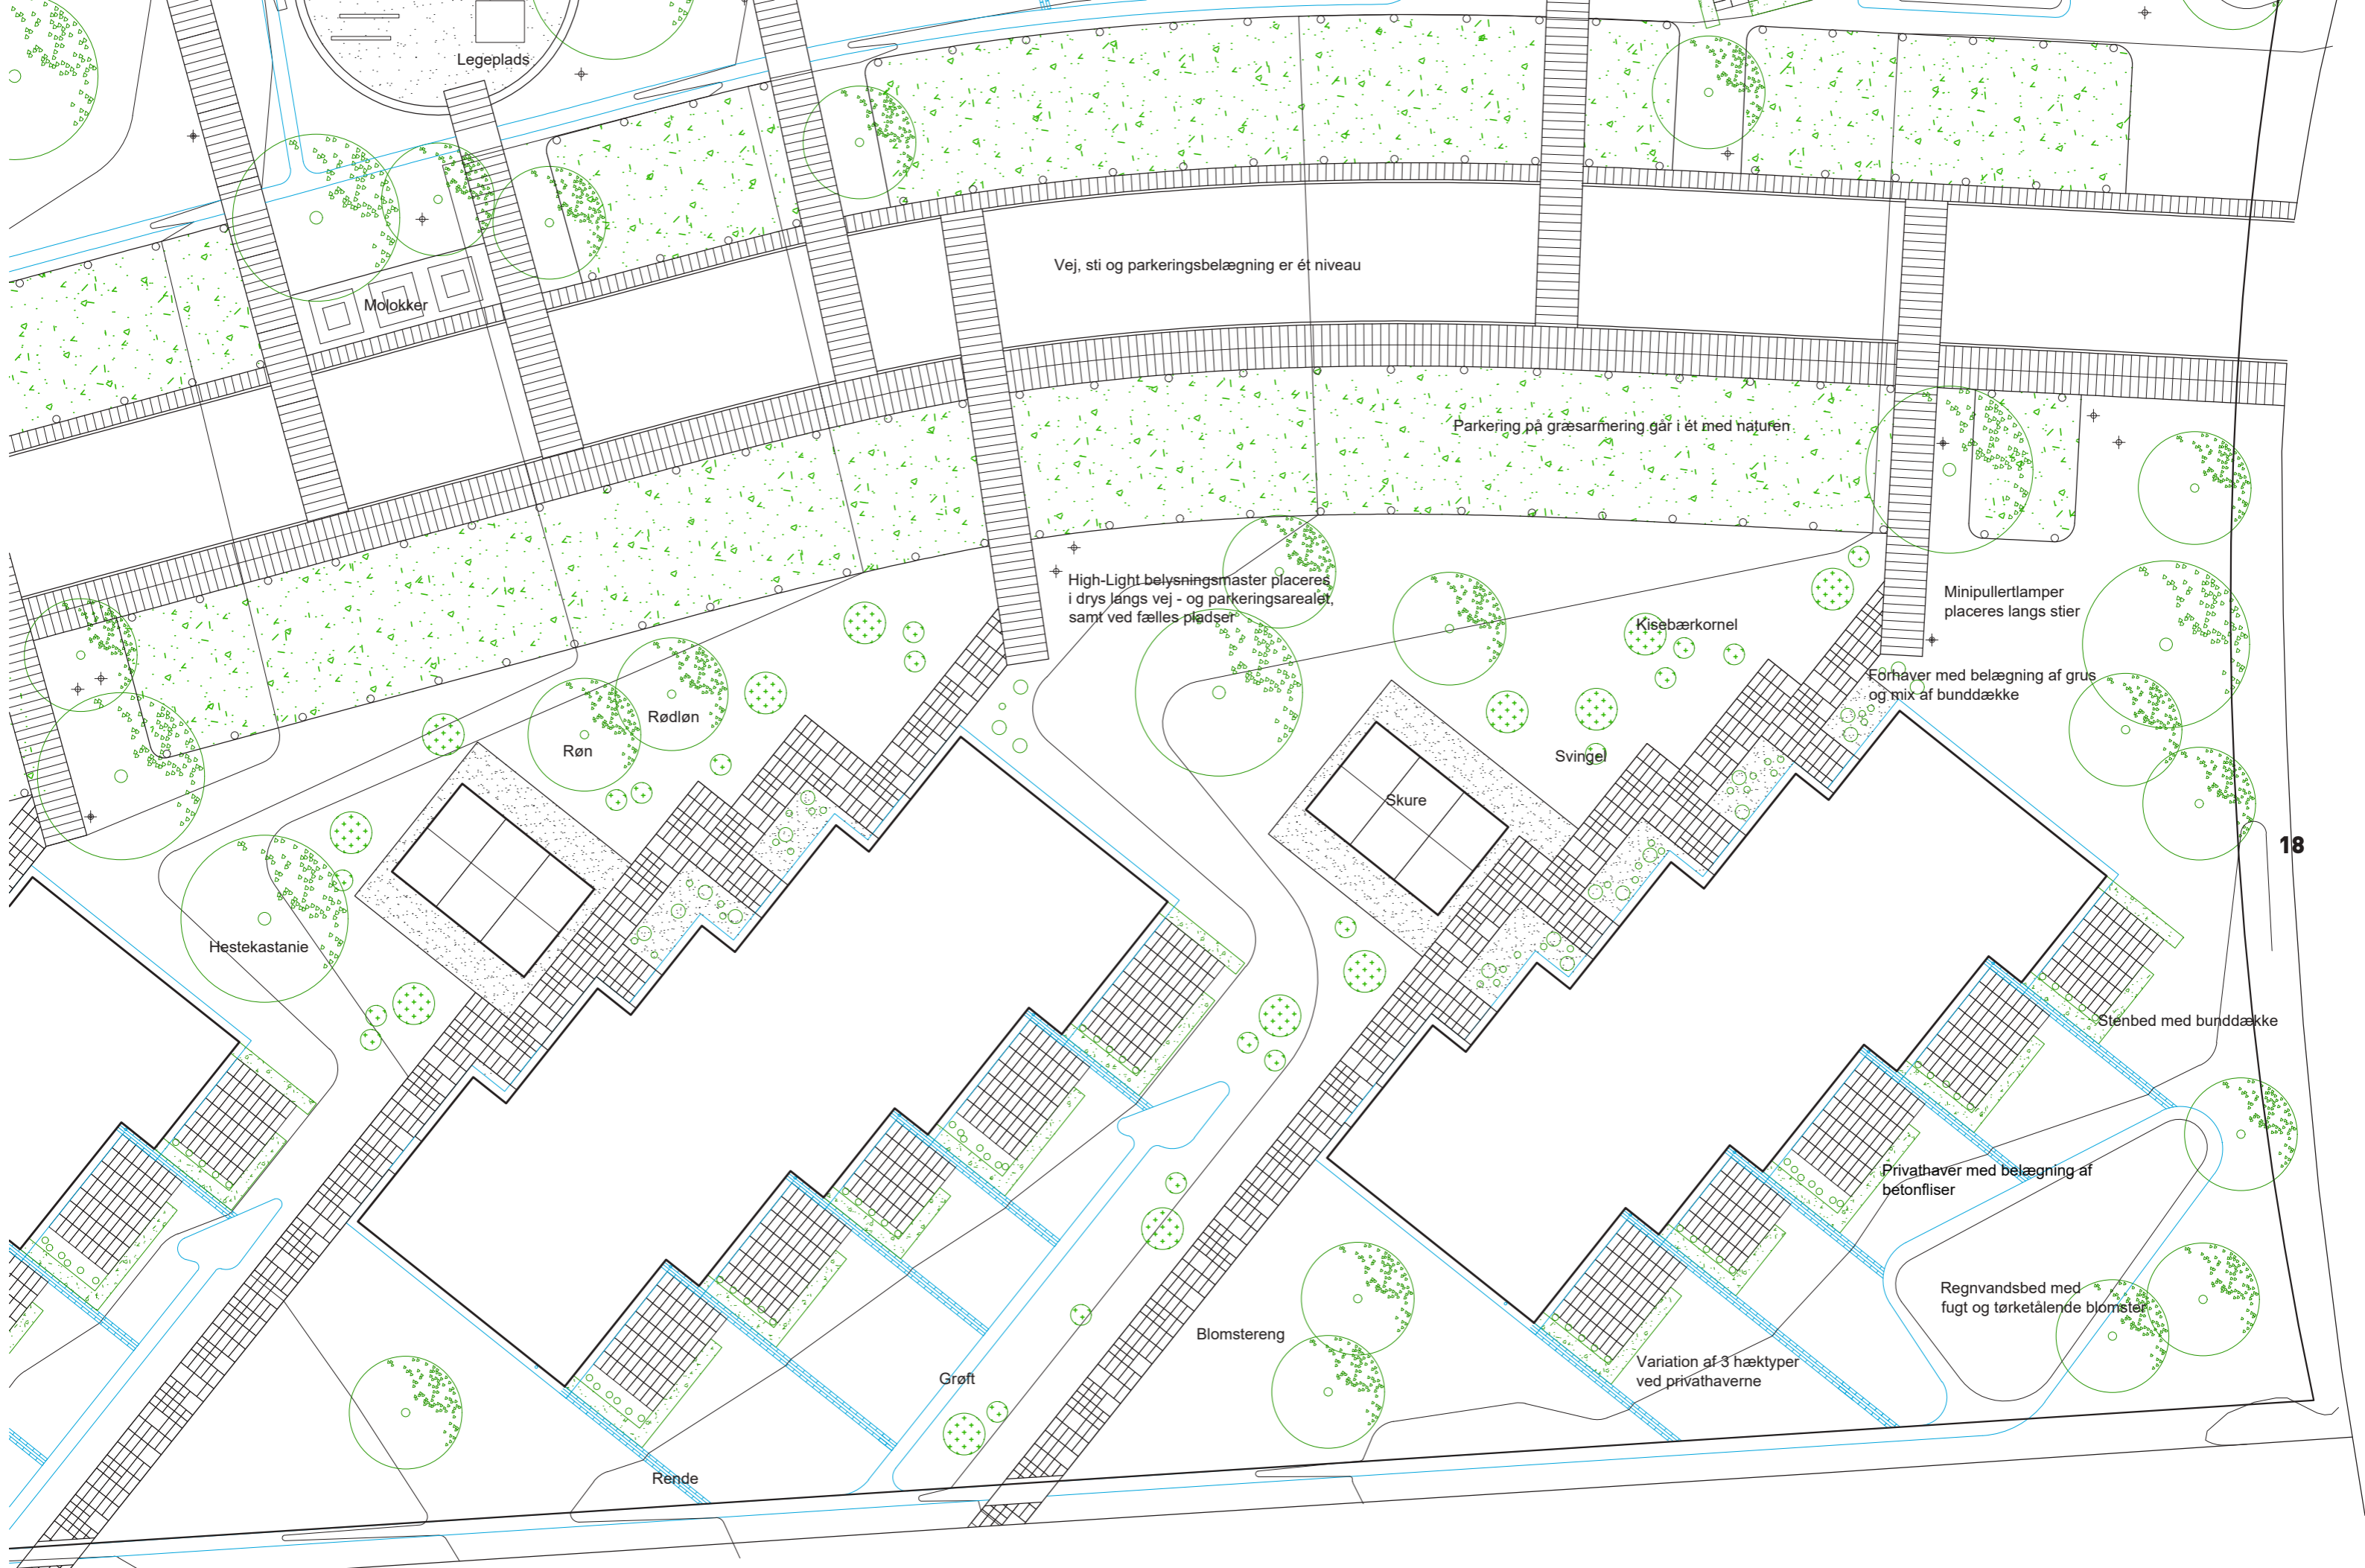 Legeplads
Vej, sti og parkeringsbelægning er ét niveau
Molokker
Parkering på græsarmering går i ét med naturen
High-Light belysningsmaster placeres
i drys langs vej - og parkeringsarealet,
samt ved fælles pladser
Minipullertlamper
placeres langs stier
Kisebærkornel
Forhaver med belægning af grus
og mix af bunddække
Rødløn
Røn
Svingel
Skure
18
Hestekastanie
Stenbed med bunddække
Privathaver med belægning af
betonfliser
Regnvandsbed med
fugt og tørketålende blomster
Blomstereng
Variation af 3 hæktyper
ved privathaverne
Grøft
Rende